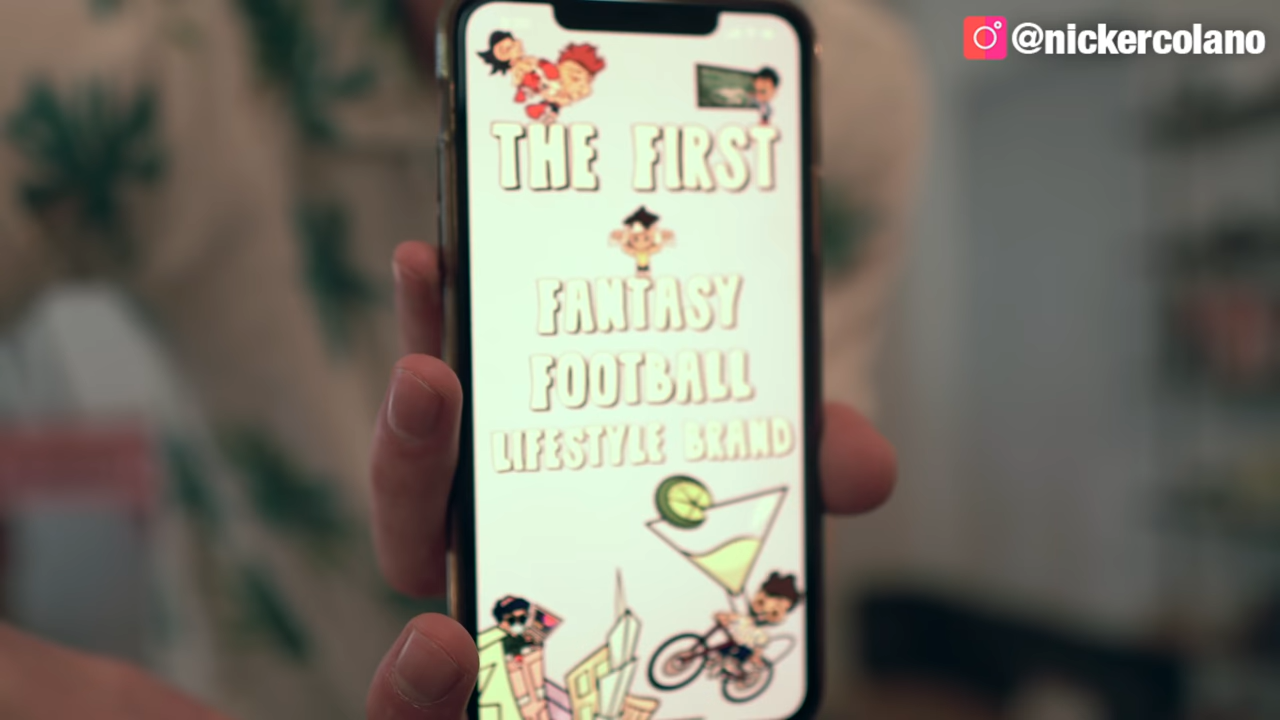 @nickercolano
THE FIRST
FANTASY
FOOTBALL
LIFESTYLE BRAND